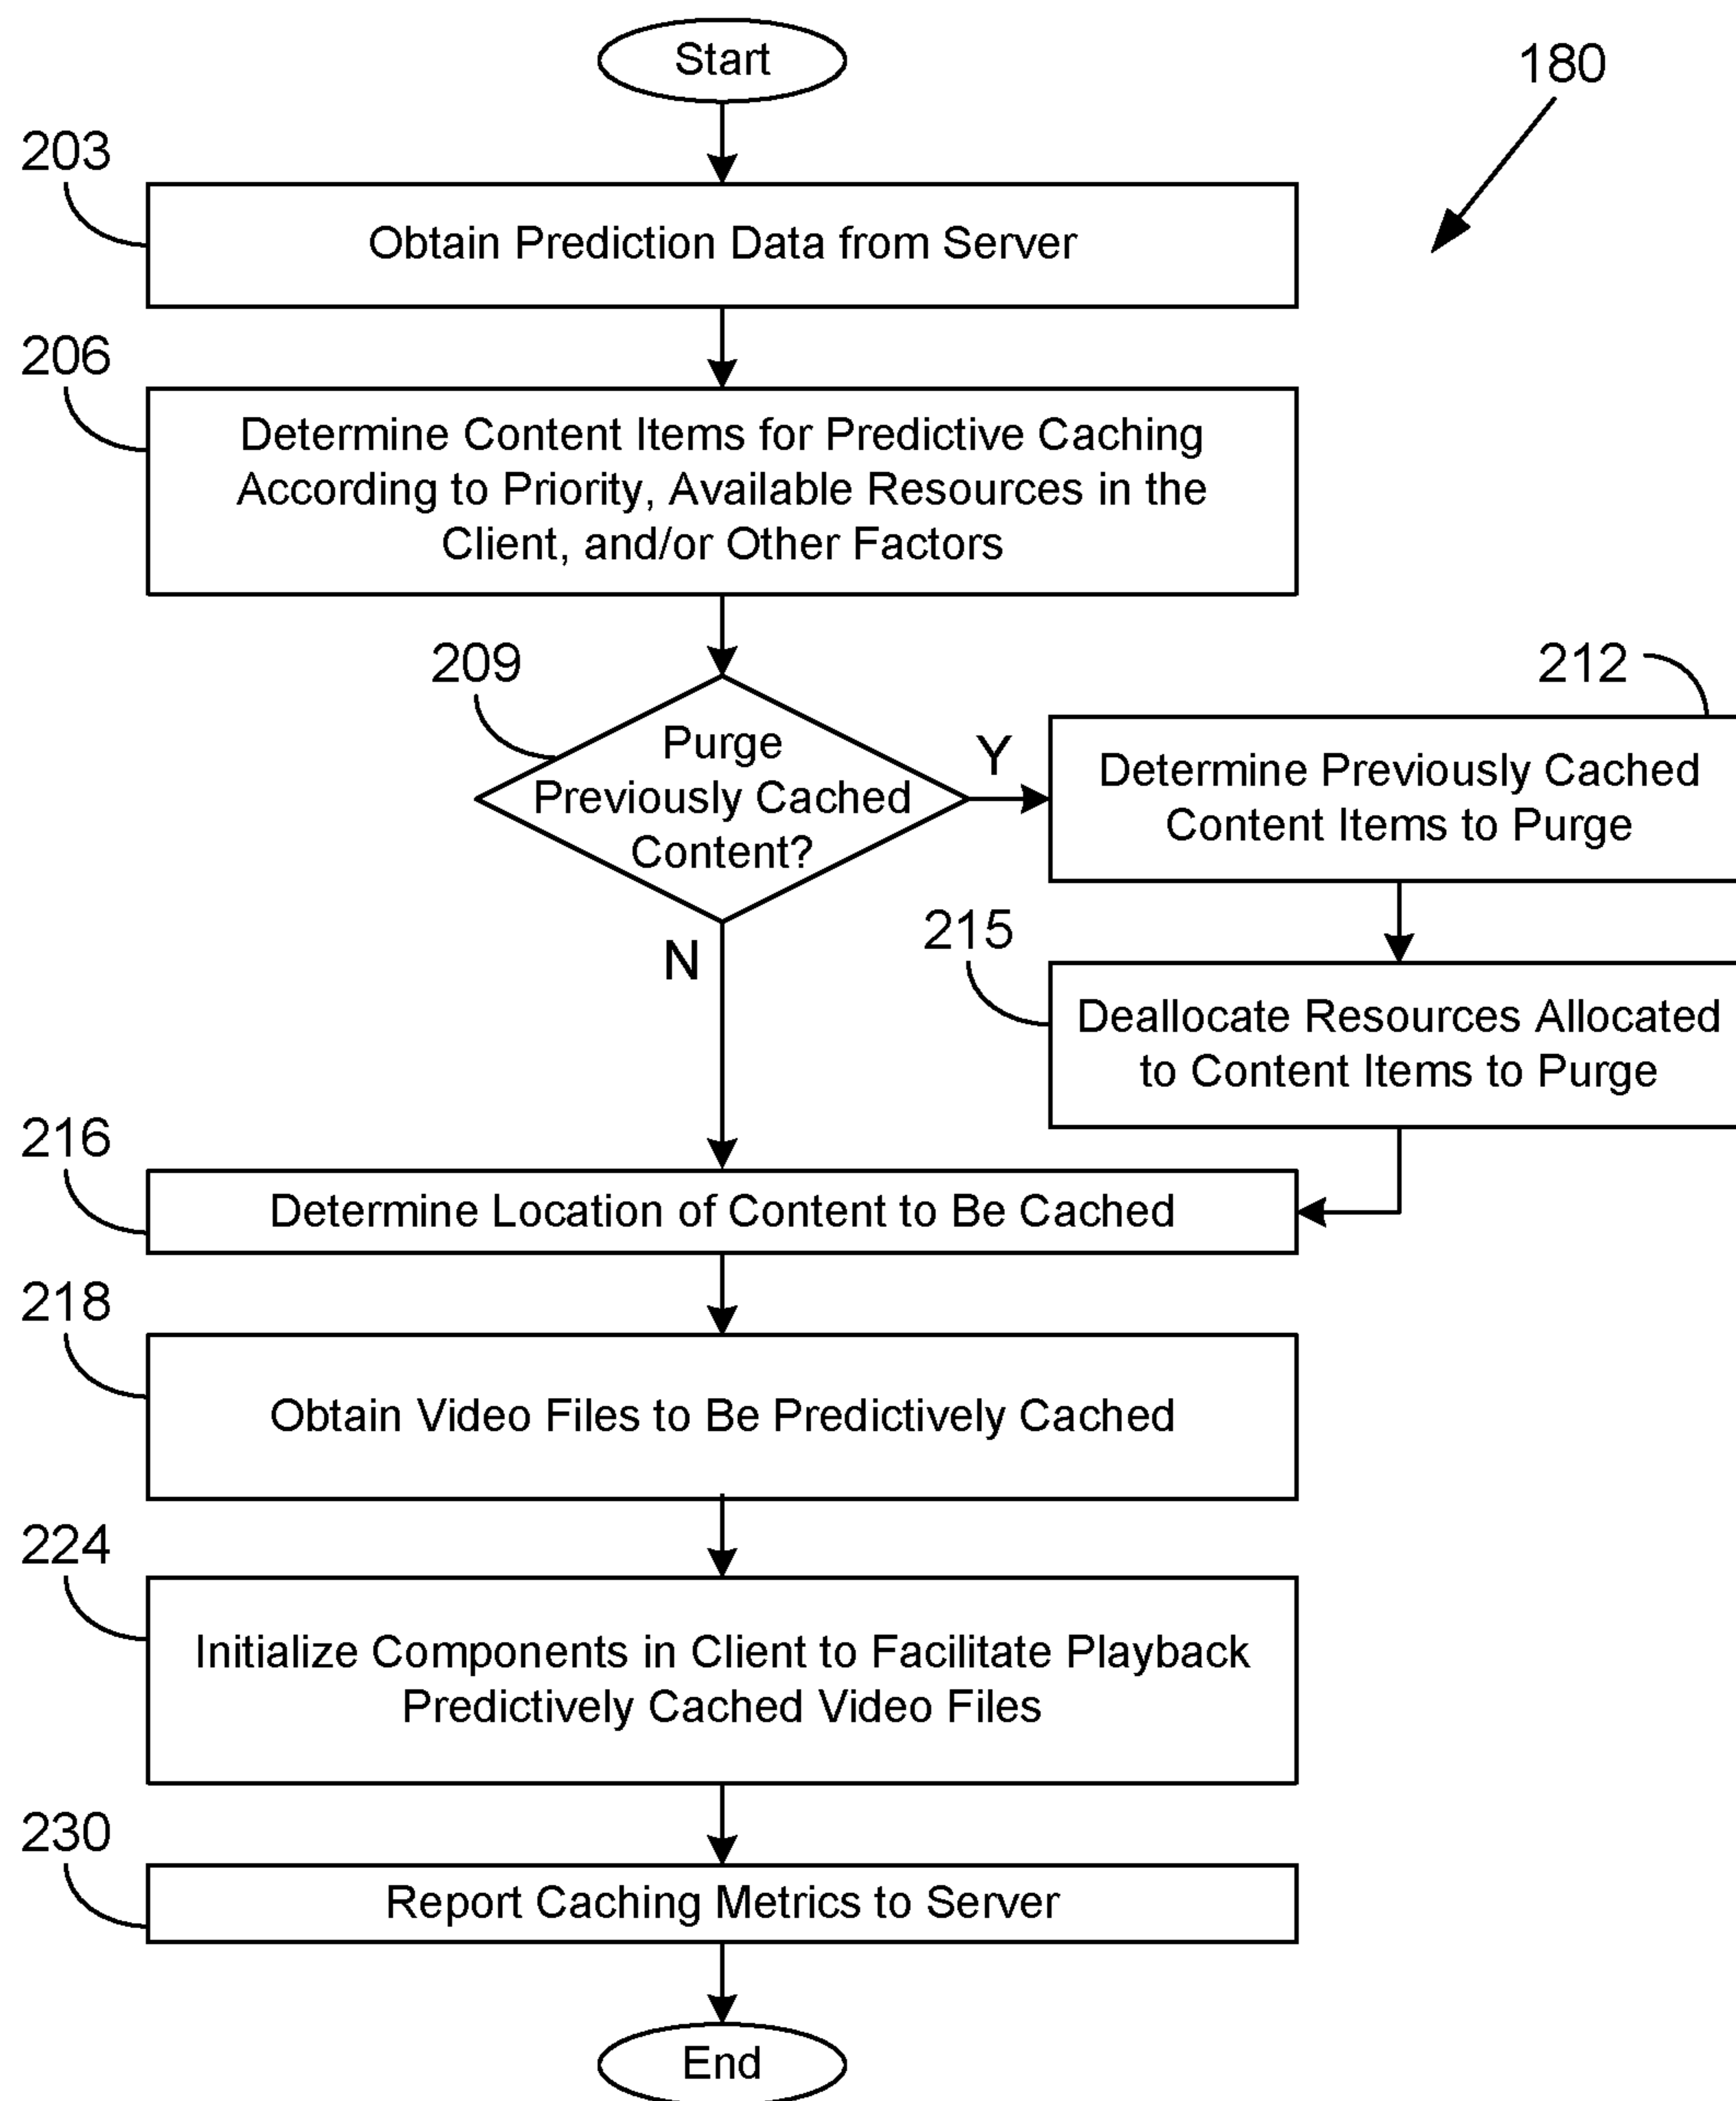 Start
180
203
Obtain Prediction Data from Server
206
Determine Content Items for Predictive Caching
According to Priority, Available Resources in the
Client, and/or Other Factors
209
Purge
Previously Cached
Content?
Y
N
212
Determine Previously Cached
Content Items to Purge
215
Deallocate Resources Allocated
to Content Items to Purge
216
Determine Location of Content to Be Cached
218
Obtain Video Files to Be Predictively Cached
224
Initialize Components in Client to Facilitate Playback
Predictively Cached Video Files
230
Report Caching Metrics to Server
End